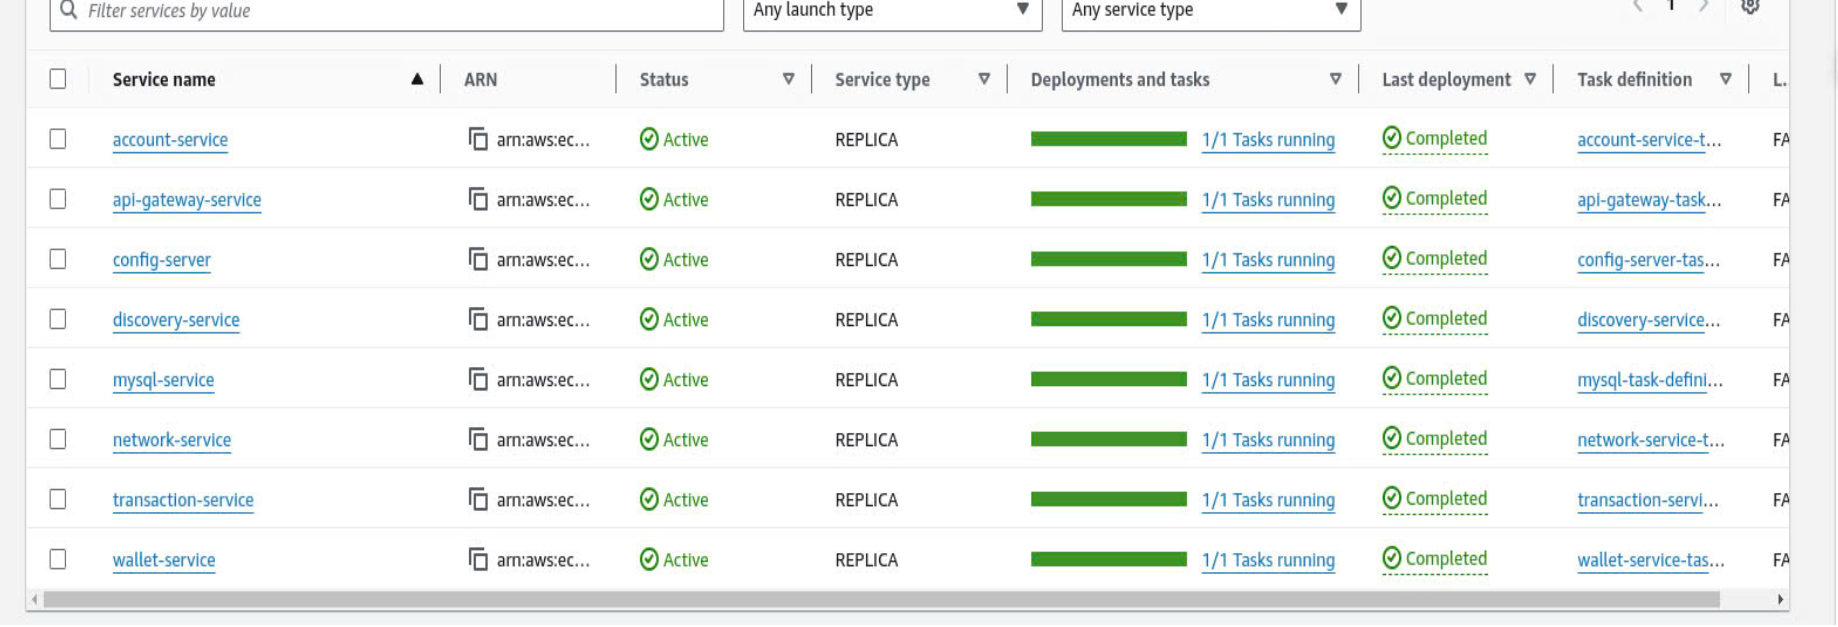 Filter services by value Any launch type Any service type 1
Service name ARN Status Service type Deployments and tasks Last deployment Task definition L...
account-service arn:aws:ec... Active REPLICA 1/1 Tasks running Completed account-service-t... FA
api-gateway-service arn:aws:ec... Active REPLICA 1/1 Tasks running Completed api-gateway-task... FA
config-server arn:aws:ec... Active REPLICA 1/1 Tasks running Completed config-server-tas... FA
discovery-service arn:aws:ec... Active REPLICA 1/1 Tasks running Completed discovery-service... FA
mysql-service arn:aws:ec... Active REPLICA 1/1 Tasks running Completed mysql-task-defini... FA
network-service arn:aws:ec... Active REPLICA 1/1 Tasks running Completed network-service-t... FA
transaction-service arn:aws:ec... Active REPLICA 1/1 Tasks running Completed transaction-servi... FA
wallet-service arn:aws:ec... Active REPLICA 1/1 Tasks running Completed wallet-service-tas... FA